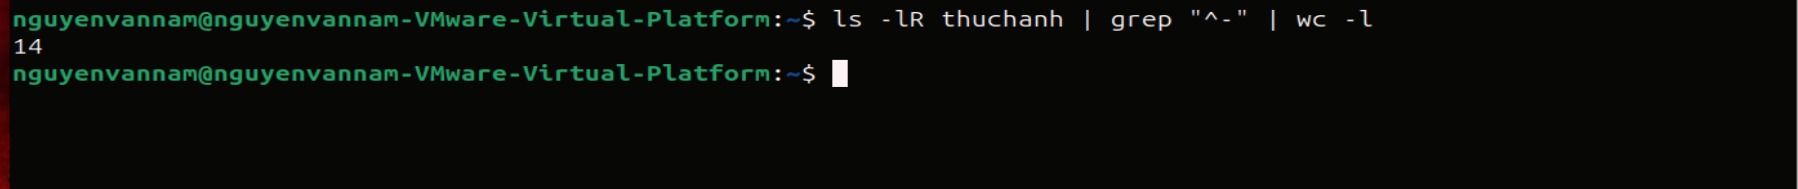 nguyenvannam@nguyenvannam-VMware-Virtual-Platform:~$ ls -lR thuchanh | grep "^-" | wc -l
14
nguyenvannam@nguyenvannam-VMware-Virtual-Platform:~$